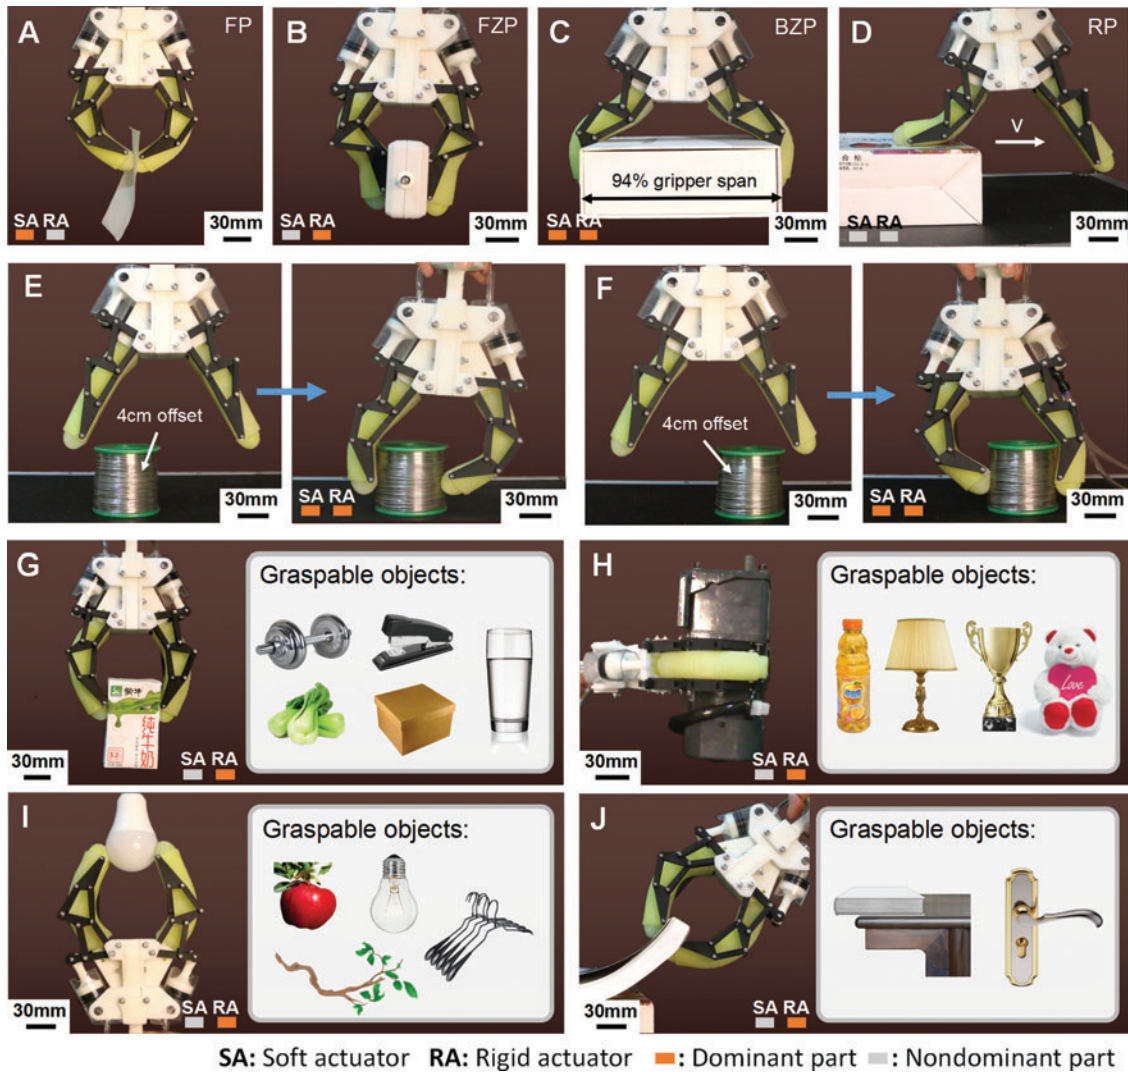 A
FP
SA RA
30mm
B
FZP
SA RA
30mm
C
BZP
94% gripper span
SA RA
30mm
D
RP
V
SA RA
30mm
E
4cm offset
30mm
SA RA
30mm
F
4cm offset
30mm
SA RA
30mm
G
纯牛奶
30mm
SA RA
Graspable objects:
H
30mm
SA RA
Graspable objects:
Love
I
30mm
SA RA
Graspable objects:
J
30mm
SA RA
Graspable objects:
SA: Soft actuator RA: Rigid actuator : Dominant part : Nondominant part